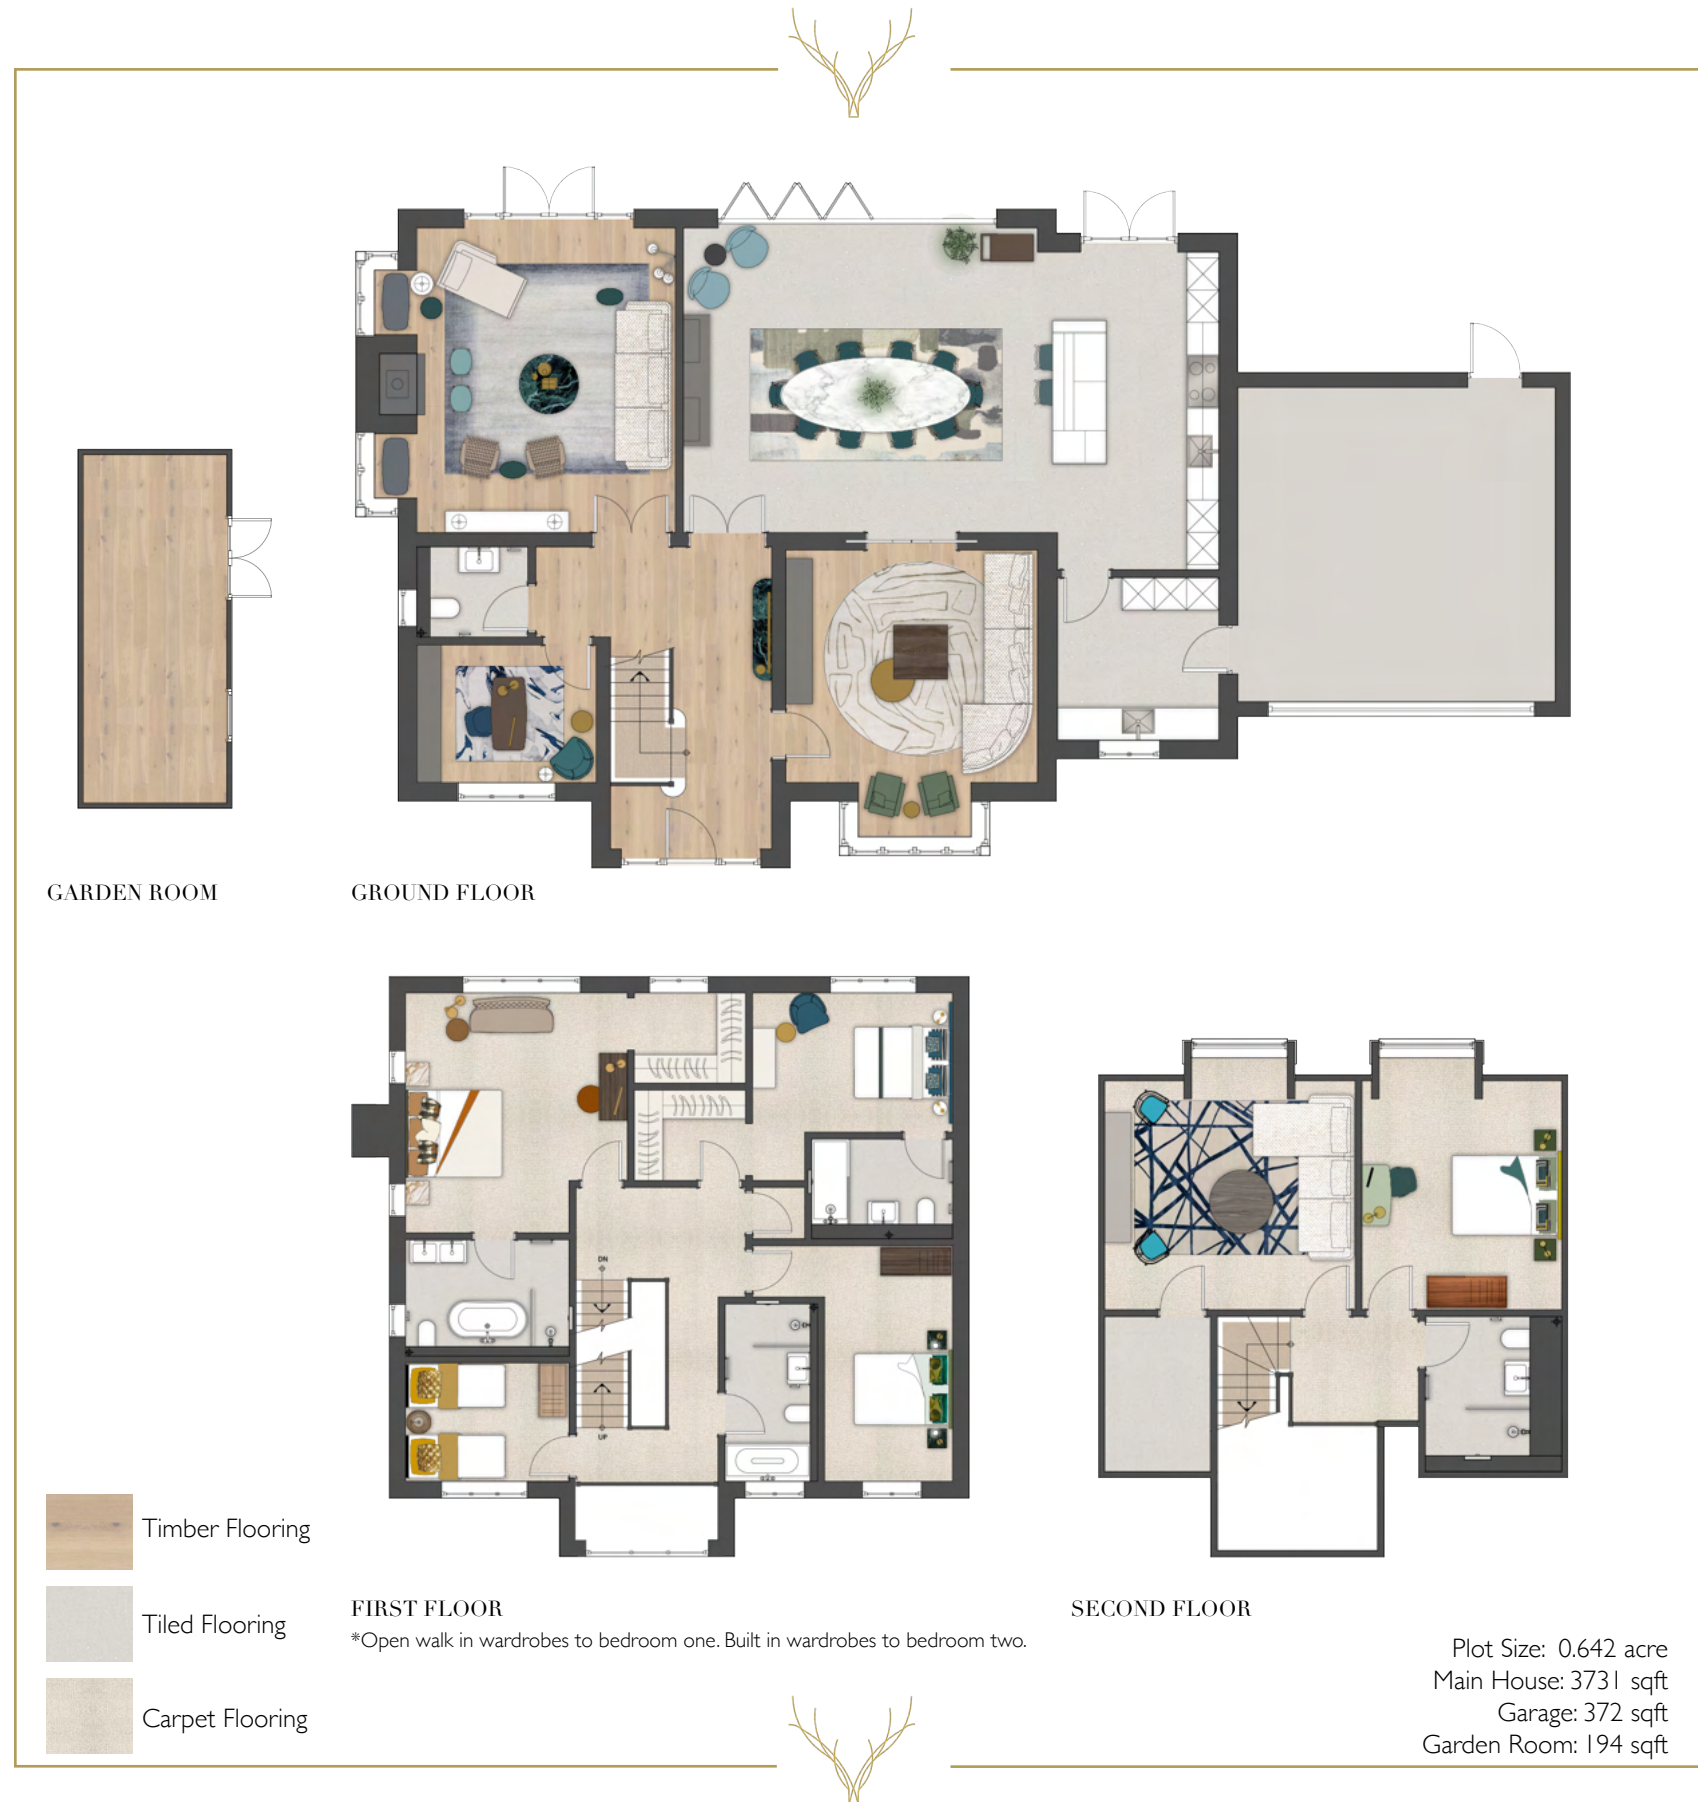 GARDEN ROOM
GROUND FLOOR
DN
UP
Timber Flooring
Tiled Flooring
Carpet Flooring
FIRST FLOOR
*Open walk in wardrobes to bedroom one. Built in wardrobes to bedroom two.
SECOND FLOOR
Plot Size: 0.642 acre
Main House: 3731 sqft
Garage: 372 sqft
Garden Room: 194 sqft